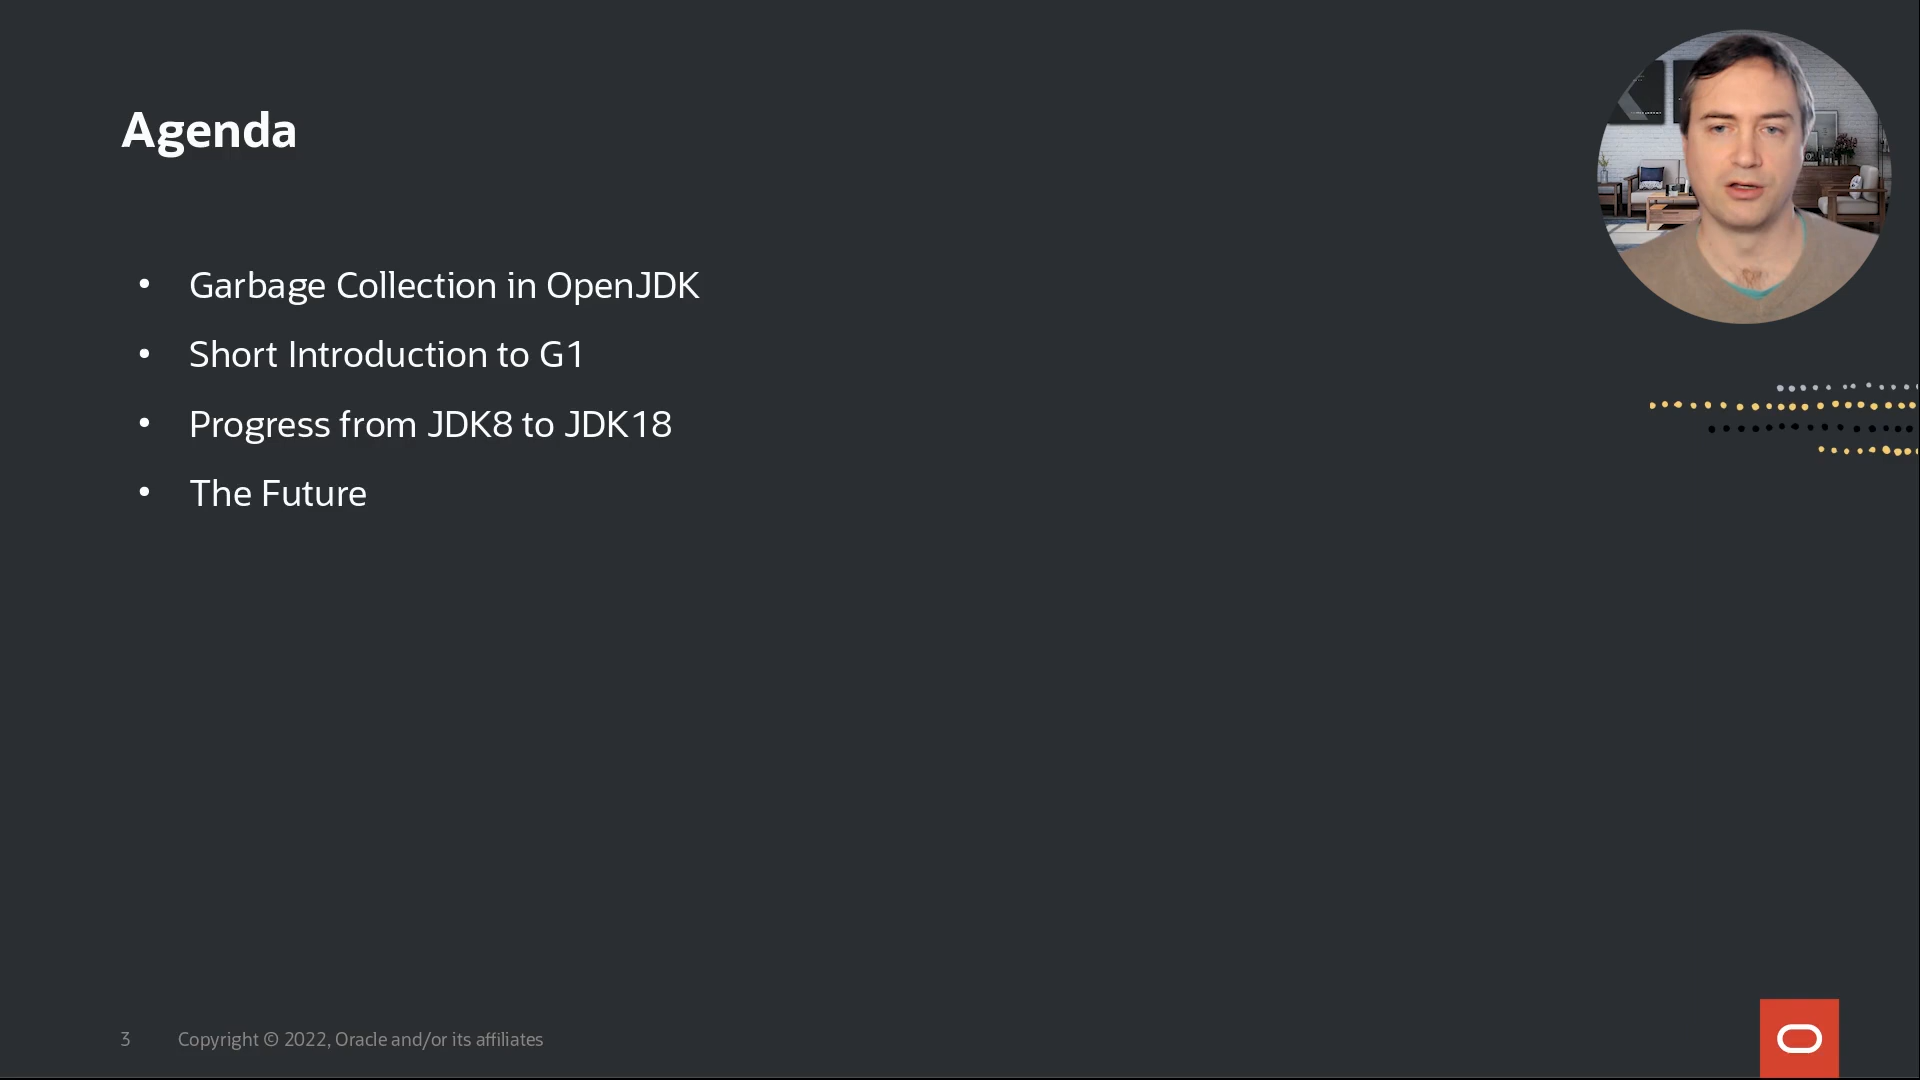 Agenda
• Garbage Collection in OpenJDK
• Short Introduction to G1
• Progress from JDK8 to JDK18
• The Future
3 Copyright © 2022, Oracle and/or its affiliates